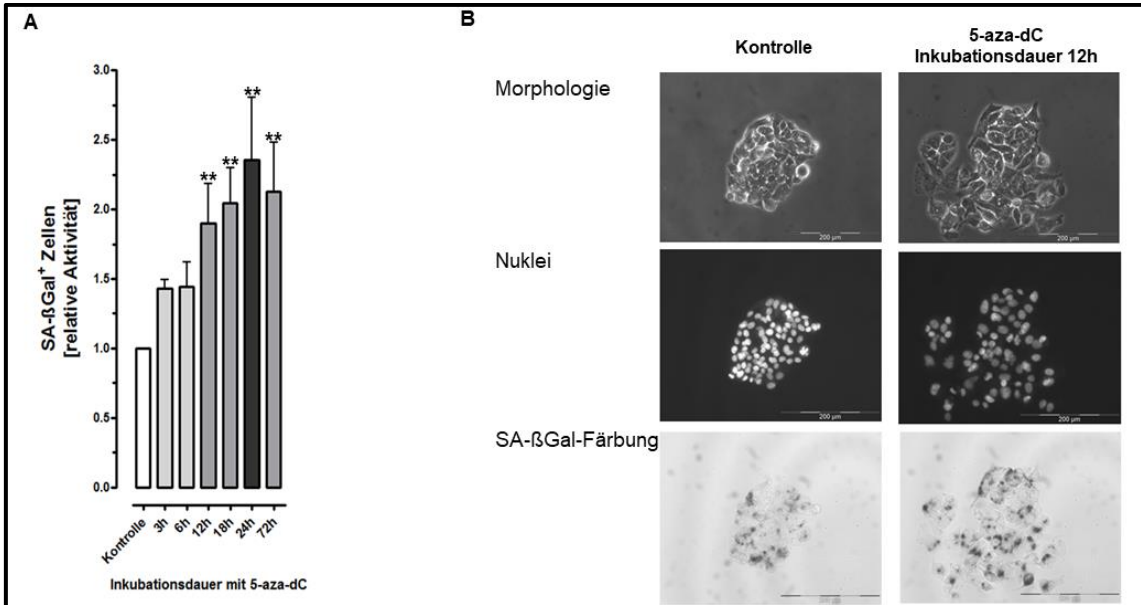 A
3.0
2.5
2.0
1.5
1.0
0.5
0.0
SA-ßGal+ Zellen
[relative Aktivität]
**
**
**
**
Kontrolle
3h
6h
12h
18h
24h
72h
Inkubationsdauer mit 5-aza-dC
B
Kontrolle
5-aza-dC
Inkubationsdauer 12h
Morphologie
200 µm
200 µm
Nuklei
200 µm
200 µm
SA-ßGal-Färbung